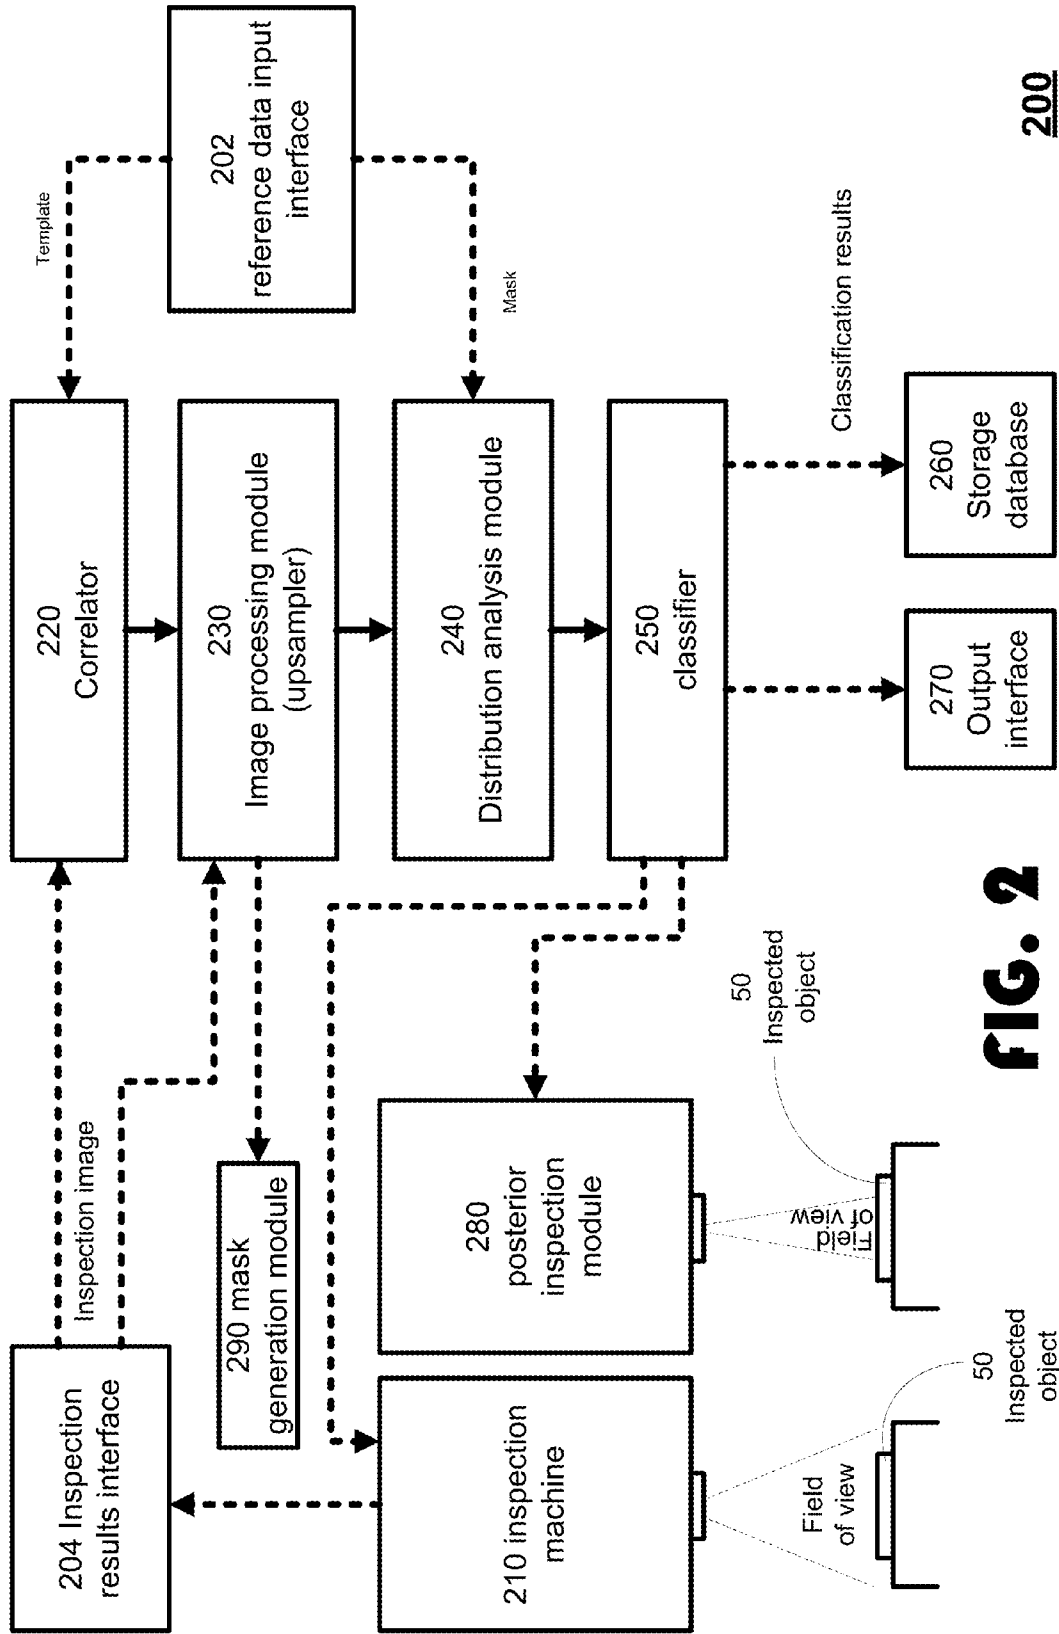 204 Inspection
results interface
Inspection image
220
Correlator
Template
202
reference data input
interface
Mask
230
Image processing module
(upsampler)
290 mask
generation module
240
Distribution analysis module
250
classifier
210 inspection
machine
280
posterior
inspection
module
Field
of view
50
Inspected
object
Field
of view
50
Inspected
object
Classification results
270
Output
interface
260
Storage
database
FIG. 2
200